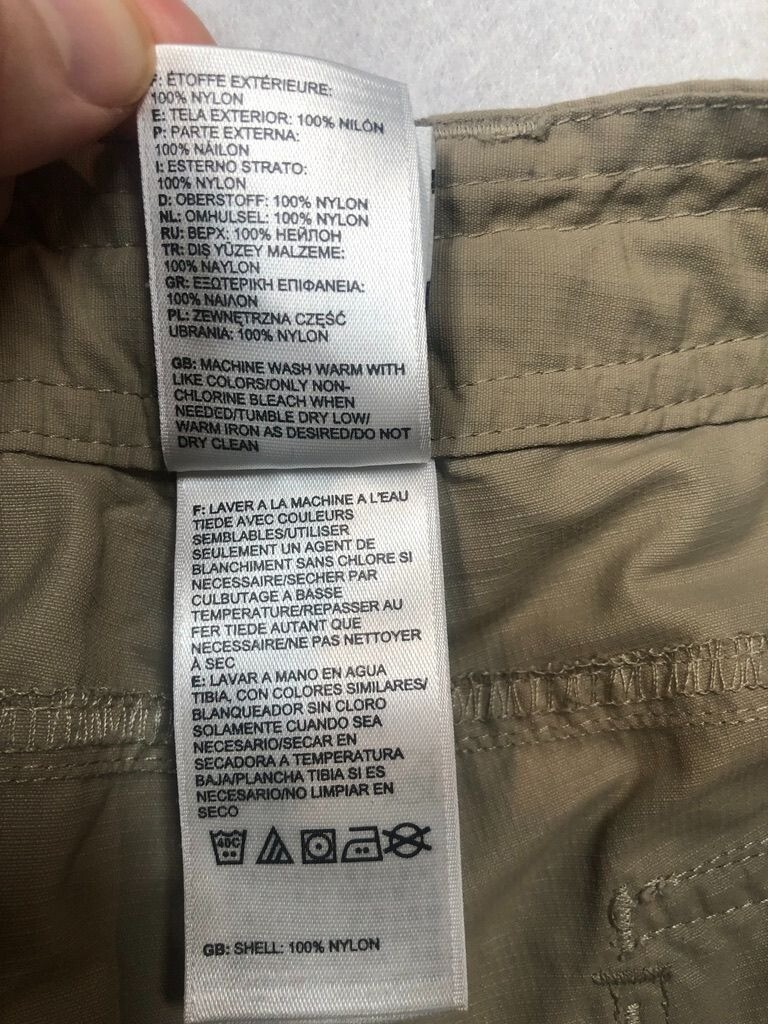 F: ÉTOFFE EXTÉRIEURE:
100% NYLON
E: TELA EXTERIOR: 100% NILÓN
P: PARTE EXTERNA:
100% NÁILON
I: ESTERNO STRATO:
100% NYLON
D: OBERSTOFF: 100% NYLON
NL: OMHULSEL: 100% NYLON
RU: ВЕРХ: 100% НЕЙЛОН
TR: DIŞ YÜZEY MALZEME:
100% NAYLON
GR: ΕΞΩΤΕΡΙΚΗ ΕΠΙΦΑΝΕΙΑ:
100% ΝΑΙΛΟΝ
PL: ZEWNĘTRZNA CZĘŚĆ
UBRANIA: 100% NYLON
GB: MACHINE WASH WARM WITH
LIKE COLORS/ONLY NON-
CHLORINE BLEACH WHEN
NEEDED/TUMBLE DRY LOW/
WARM IRON AS DESIRED/DO NOT
DRY CLEAN
F: LAVER A LA MACHINE A L'EAU
TIEDE AVEC COULEURS
SEMBLABLES/UTILISER
SEULEMENT UN AGENT DE
BLANCHIMENT SANS CHLORE SI
NECESSAIRE/SECHER PAR
CULBUTAGE A BASSE
TEMPERATURE/REPASSER AU
FER TIEDE AUTANT QUE
NECESSAIRE/NE PAS NETTOYER
À SEC
E: LAVAR A MANO EN AGUA
TIBIA, CON COLORES SIMILARES/
BLANQUEADOR SIN CLORO
SOLAMENTE CUANDO SEA
NECESARIO/SECAR EN
SECADORA A TEMPERATURA
BAJA/PLANCHA TIBIA SI ES
NECESARIO/NO LIMPIAR EN
SECO
40C
GB: SHELL: 100% NYLON